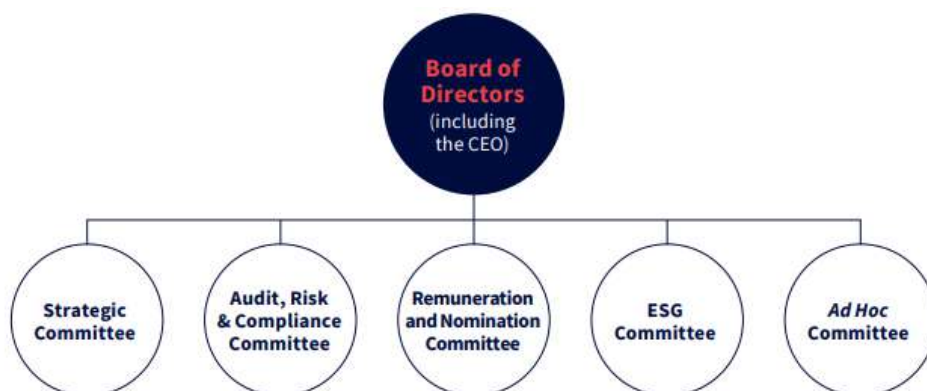 Board of
Directors
(including
the CEO)
Strategic
Committee
Audit, Risk
& Compliance
Committee
Remuneration
and Nomination
Committee
ESG
Committee
Ad Hoc
Committee